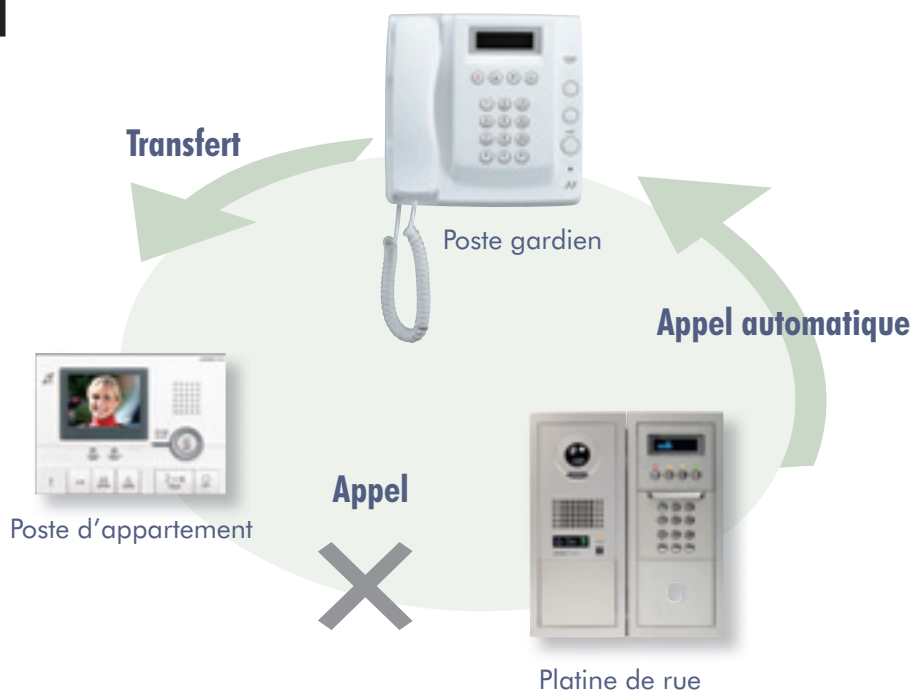 Transfert
Poste gardien
Appel automatique
Appel
Poste d’appartement
Platine de rue